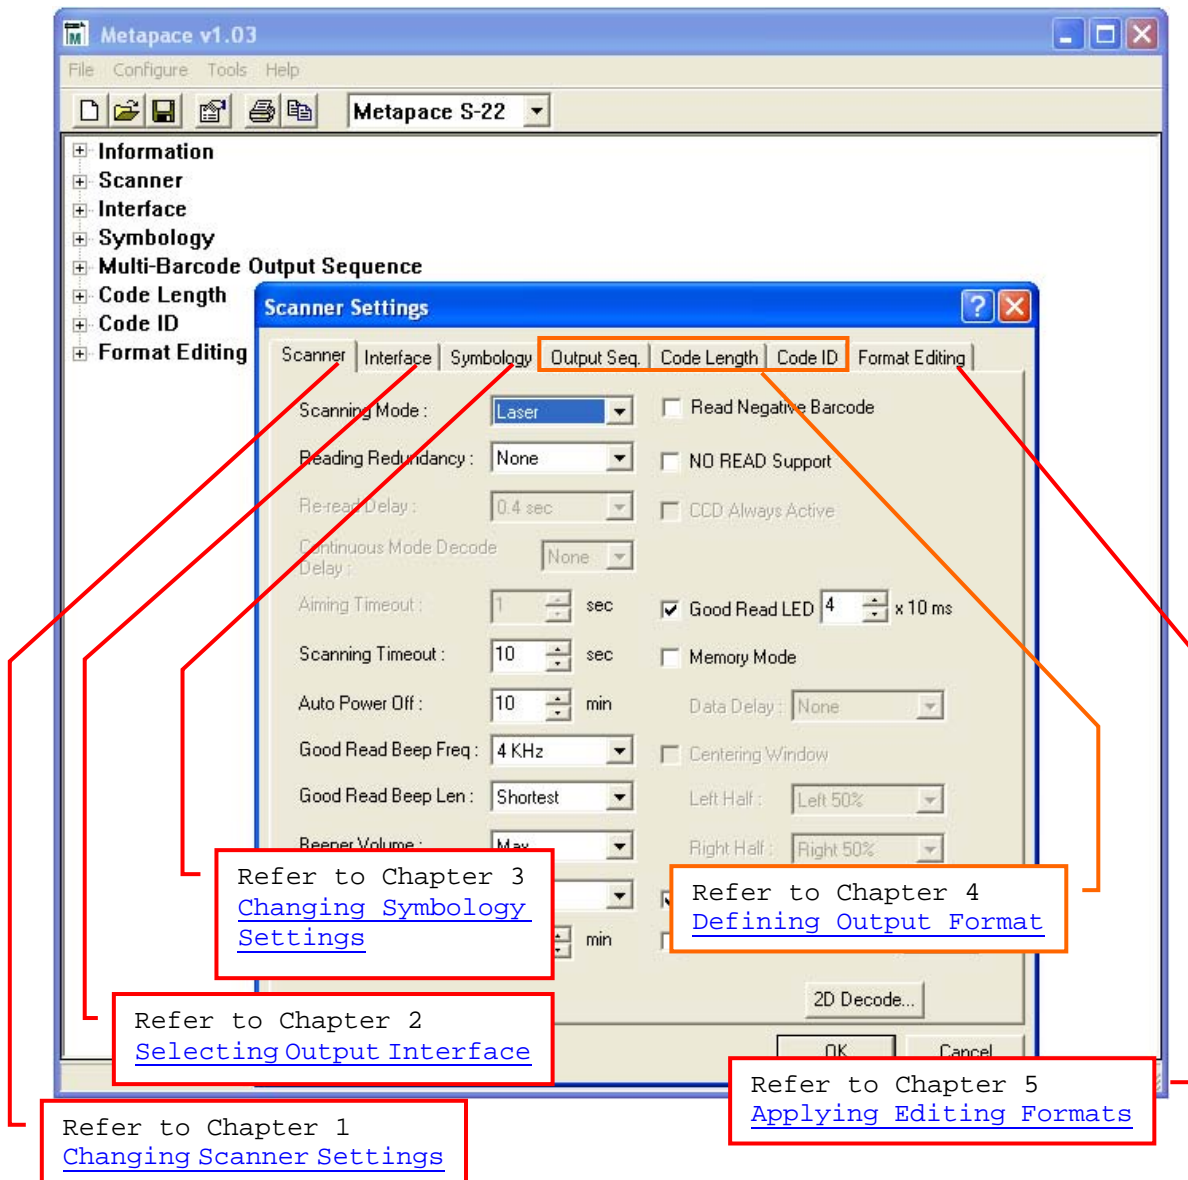 Metapace v1.03
File Configure Tools Help
Metapace S-22
Information
Scanner
Interface
Symbology
Multi-Barcode Output Sequence
Code Length
Code ID
Format Editing
Scanner Settings
Scanner Interface Symbology Output Seq. Code Length Code ID Format Editing
Scanning Mode : Laser Read Negative Barcode
Reading Redundancy : None NO READ Support
Re-read Delay : 0.4 sec CCD Always Active
Continuous Mode Decode
Delay : None
Aiming Timeout : 1 sec Good Read LED 4 x 10 ms
Scanning Timeout : 10 sec Memory Mode
Auto Power Off : 10 min Data Delay : None
Good Read Beep Freq : 4 KHz Centering Window
Good Read Beep Len : Shortest Left Half : Left 50%
Beeper Volume : Max Right Half : Right 50%
min
2D Decode...
OK Cancel
Refer to Chapter 3
Changing Symbology
Settings
Refer to Chapter 4
Defining Output Format
Refer to Chapter 2
Selecting Output Interface
Refer to Chapter 5
Applying Editing Formats
Refer to Chapter 1
Changing Scanner Settings